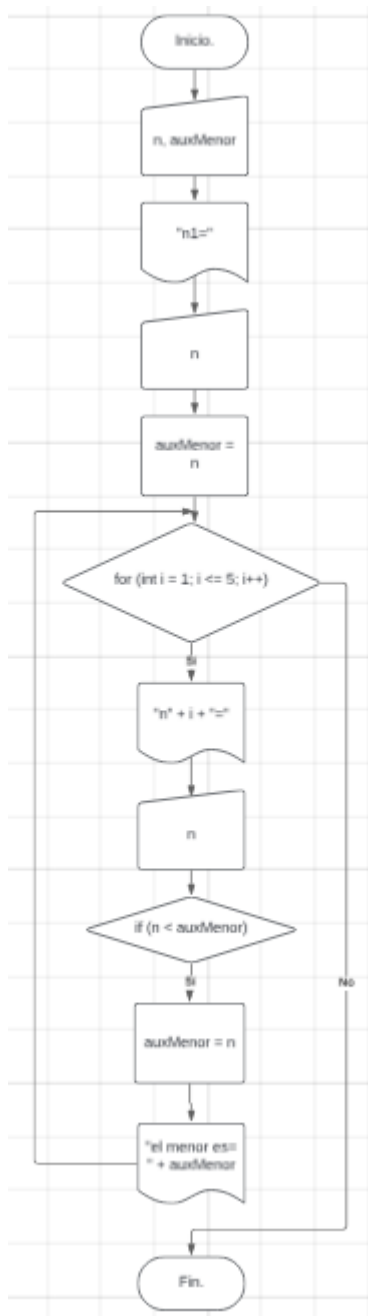 Inicio.
n, auxMenor
"n1="
n
auxMenor =
n
for (int i = 1; i <= 5; i++)
Si
"n" + i + "="
n
if (n < auxMenor)
Si
No
auxMenor = n
"el menor es=
" + auxMenor
Fin.